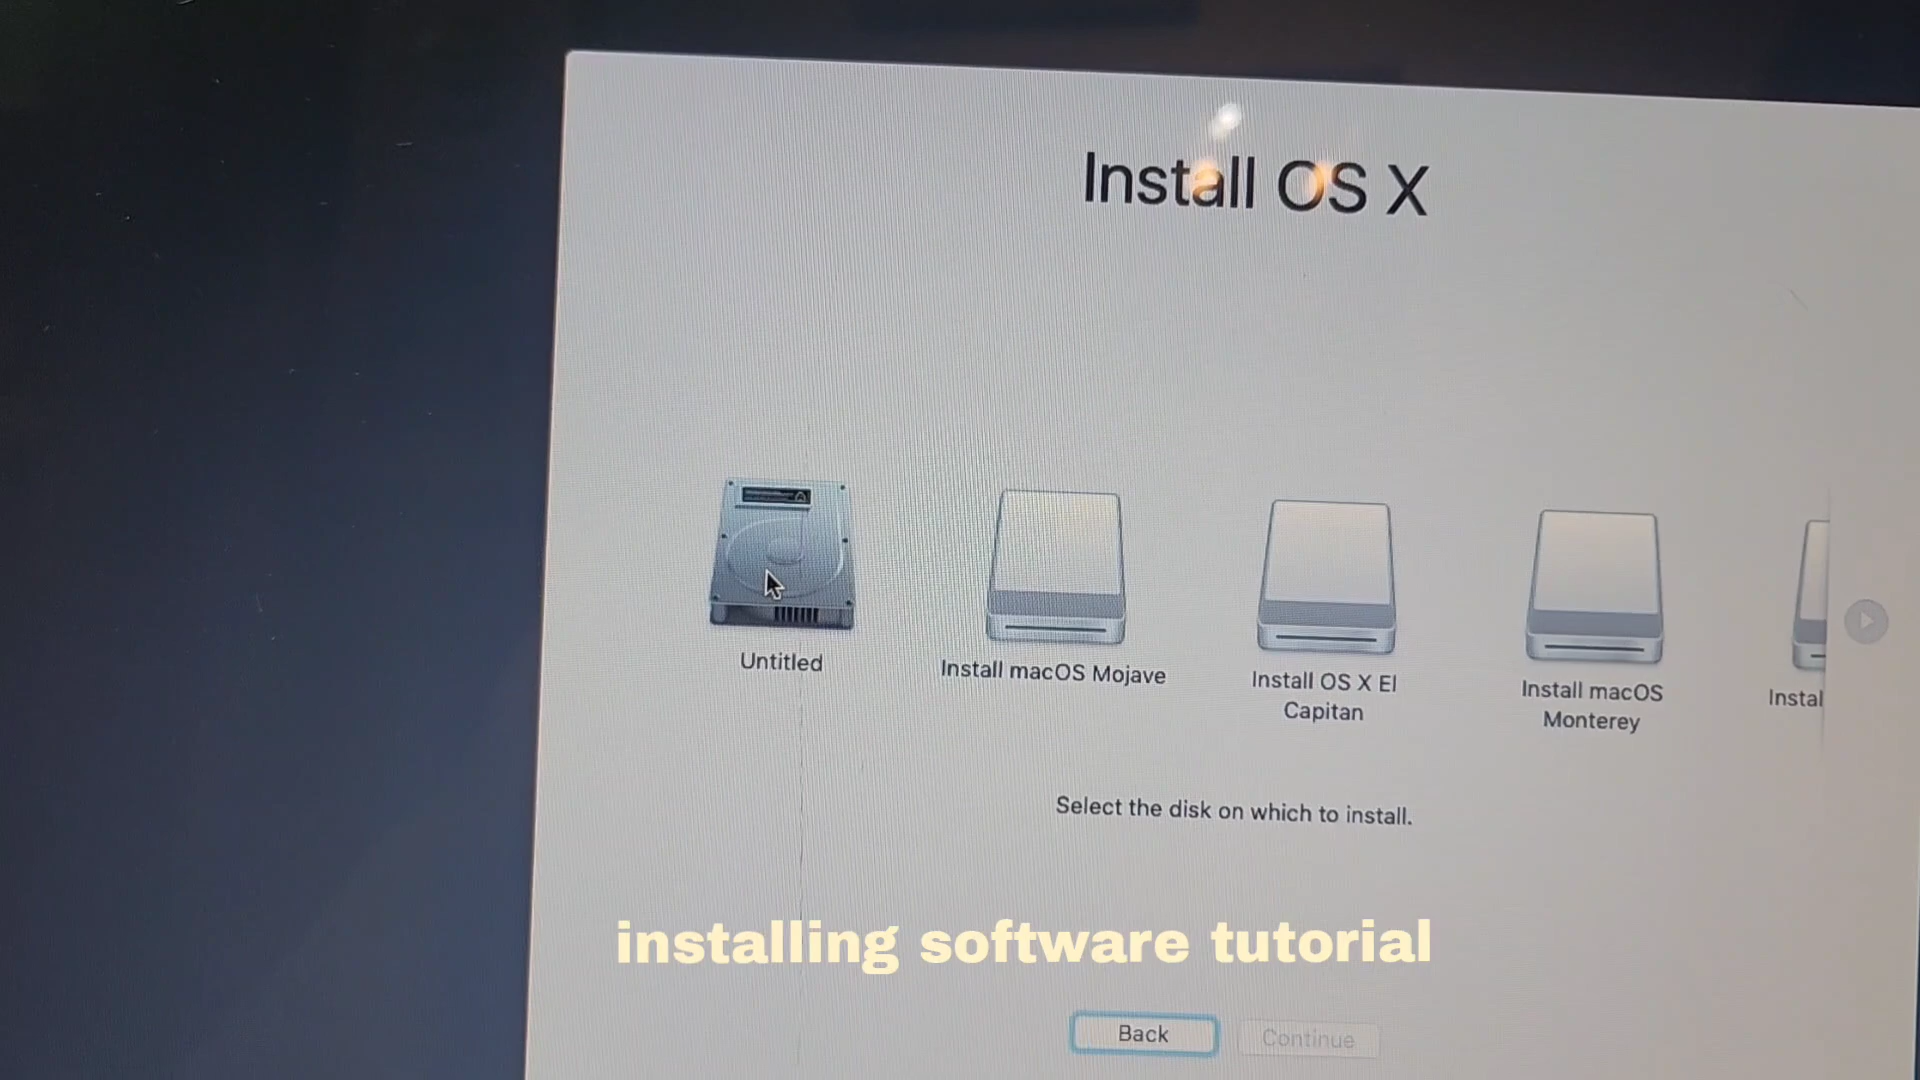 Install OS X
Untitled
Install macOS Mojave
Install OS X El
Capitan
Install macOS
Monterey
Instal
Select the disk on which to install.
installing software tutorial
Back
Continue